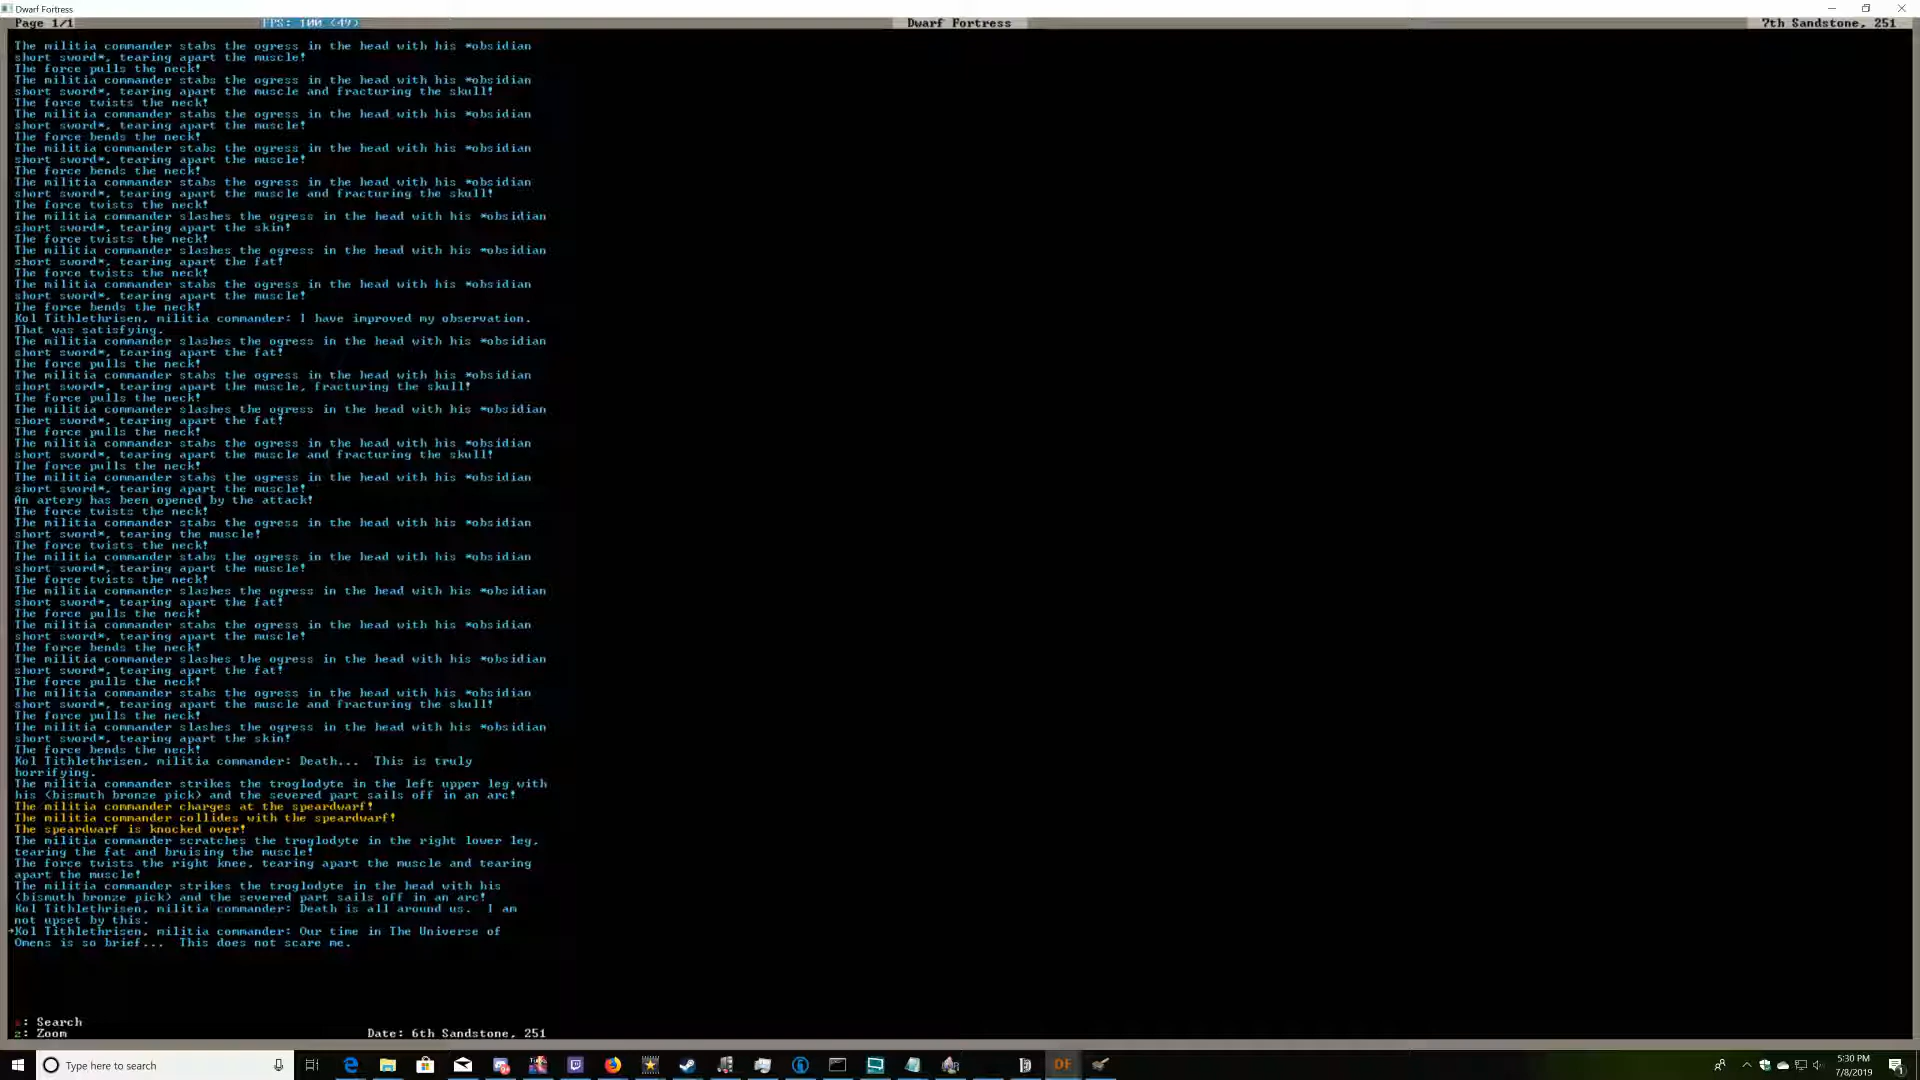 Dwarf Fortress
Page 1/1 FPS: 100 (49) Dwarf Fortress 7th Sandstone, 251
The militia commander stabs the ogress in the head with his *obsidian
short sword*, tearing apart the muscle!
The force pulls the neck!
The militia commander stabs the ogress in the head with his *obsidian
short sword*, tearing apart the muscle and fracturing the skull!
The force twists the neck!
The militia commander stabs the ogress in the head with his *obsidian
short sword*, tearing apart the muscle!
The force bends the neck!
The militia commander stabs the ogress in the head with his *obsidian
short sword*, tearing apart the muscle!
The force bends the neck!
The militia commander stabs the ogress in the head with his *obsidian
short sword*, tearing apart the muscle and fracturing the skull!
The force twists the neck!
The militia commander slashes the ogress in the head with his *obsidian
short sword*, tearing apart the skin!
The force twists the neck!
The militia commander slashes the ogress in the head with his *obsidian
short sword*, tearing apart the fat!
The force twists the neck!
The militia commander stabs the ogress in the head with his *obsidian
short sword*, tearing apart the muscle!
The force bends the neck!
Kol Tithlethrisen, militia commander: I have improved my observation.
That was satisfying.
The militia commander slashes the ogress in the head with his *obsidian
short sword*, tearing apart the fat!
The force pulls the neck!
The militia commander stabs the ogress in the head with his *obsidian
short sword*, tearing apart the muscle, fracturing the skull!
The force pulls the neck!
The militia commander slashes the ogress in the head with his *obsidian
short sword*, tearing apart the fat!
The force pulls the neck!
The militia commander stabs the ogress in the head with his *obsidian
short sword*, tearing apart the muscle and fracturing the skull!
The force pulls the neck!
The militia commander stabs the ogress in the head with his *obsidian
short sword*, tearing apart the muscle!
An artery has been opened by the attack!
The force twists the neck!
The militia commander stabs the ogress in the head with his *obsidian
short sword*, tearing the muscle!
The force twists the neck!
The militia commander stabs the ogress in the head with his *obsidian
short sword*, tearing apart the muscle!
The force twists the neck!
The militia commander slashes the ogress in the head with his *obsidian
short sword*, tearing apart the fat!
The force pulls the neck!
The militia commander stabs the ogress in the head with his *obsidian
short sword*, tearing apart the muscle!
The force bends the neck!
The militia commander slashes the ogress in the head with his *obsidian
short sword*, tearing apart the fat!
The force pulls the neck!
The militia commander stabs the ogress in the head with his *obsidian
short sword*, tearing apart the muscle and fracturing the skull!
The force pulls the neck!
The militia commander slashes the ogress in the head with his *obsidian
short sword*, tearing apart the skin!
The force bends the neck!
Kol Tithlethrisen, militia commander: Death... This is truly
horrifying.
The militia commander strikes the troglodyte in the left upper leg with
his (bismuth bronze pick) and the severed part sails off in an arc!
The militia commander charges at the speardwarf!
The militia commander collides with the speardwarf!
The speardwarf is knocked over!
The militia commander scratches the troglodyte in the right lower leg,
tearing the fat and bruising the muscle!
The force twists the right knee, tearing apart the muscle and tearing
apart the muscle!
The militia commander strikes the troglodyte in the head with his
(bismuth bronze pick) and the severed part sails off in an arc!
Kol Tithlethrisen, militia commander: Death is all around us. I am
not upset by this.
Kol Tithlethrisen, militia commander: Our time in The Universe of
Omens is so brief... This does not scare me.
s: Search
z: Zoom Date: 6th Sandstone, 251
Type here to search
DF
5:30 PM
7/8/2019